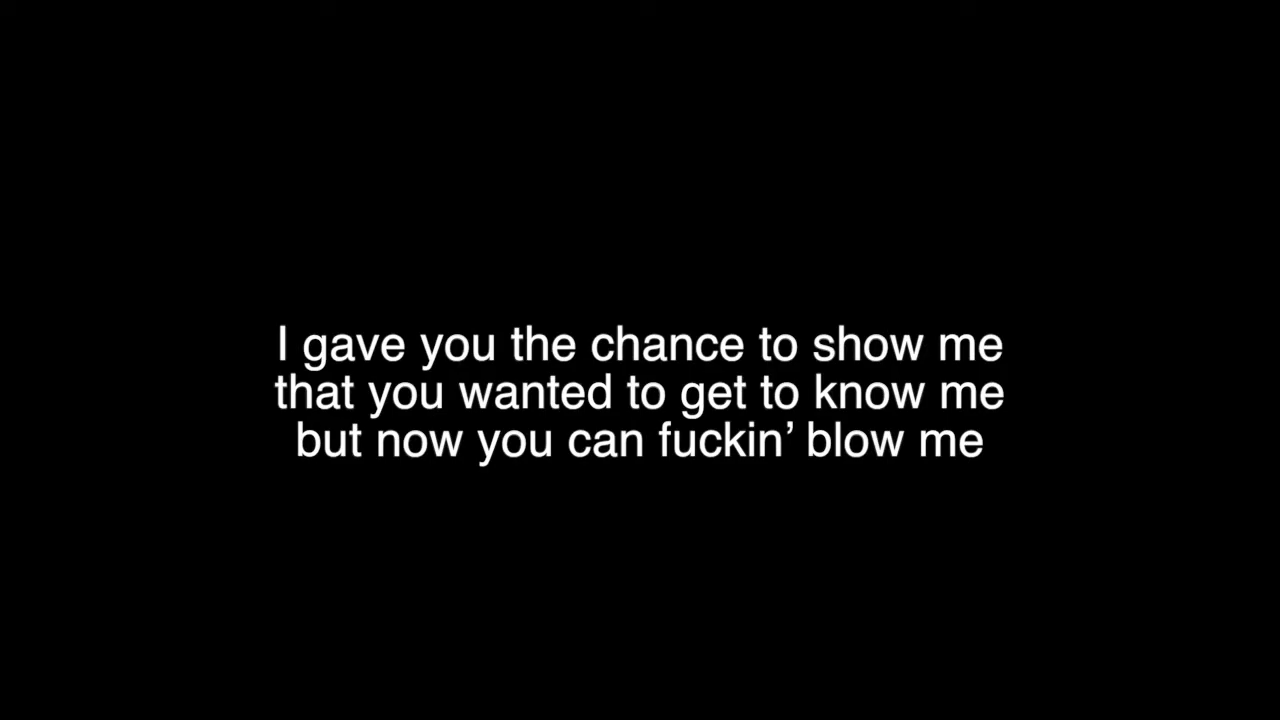 I gave you the chance to show me
that you wanted to get to know me
but now you can fuckin’ blow me